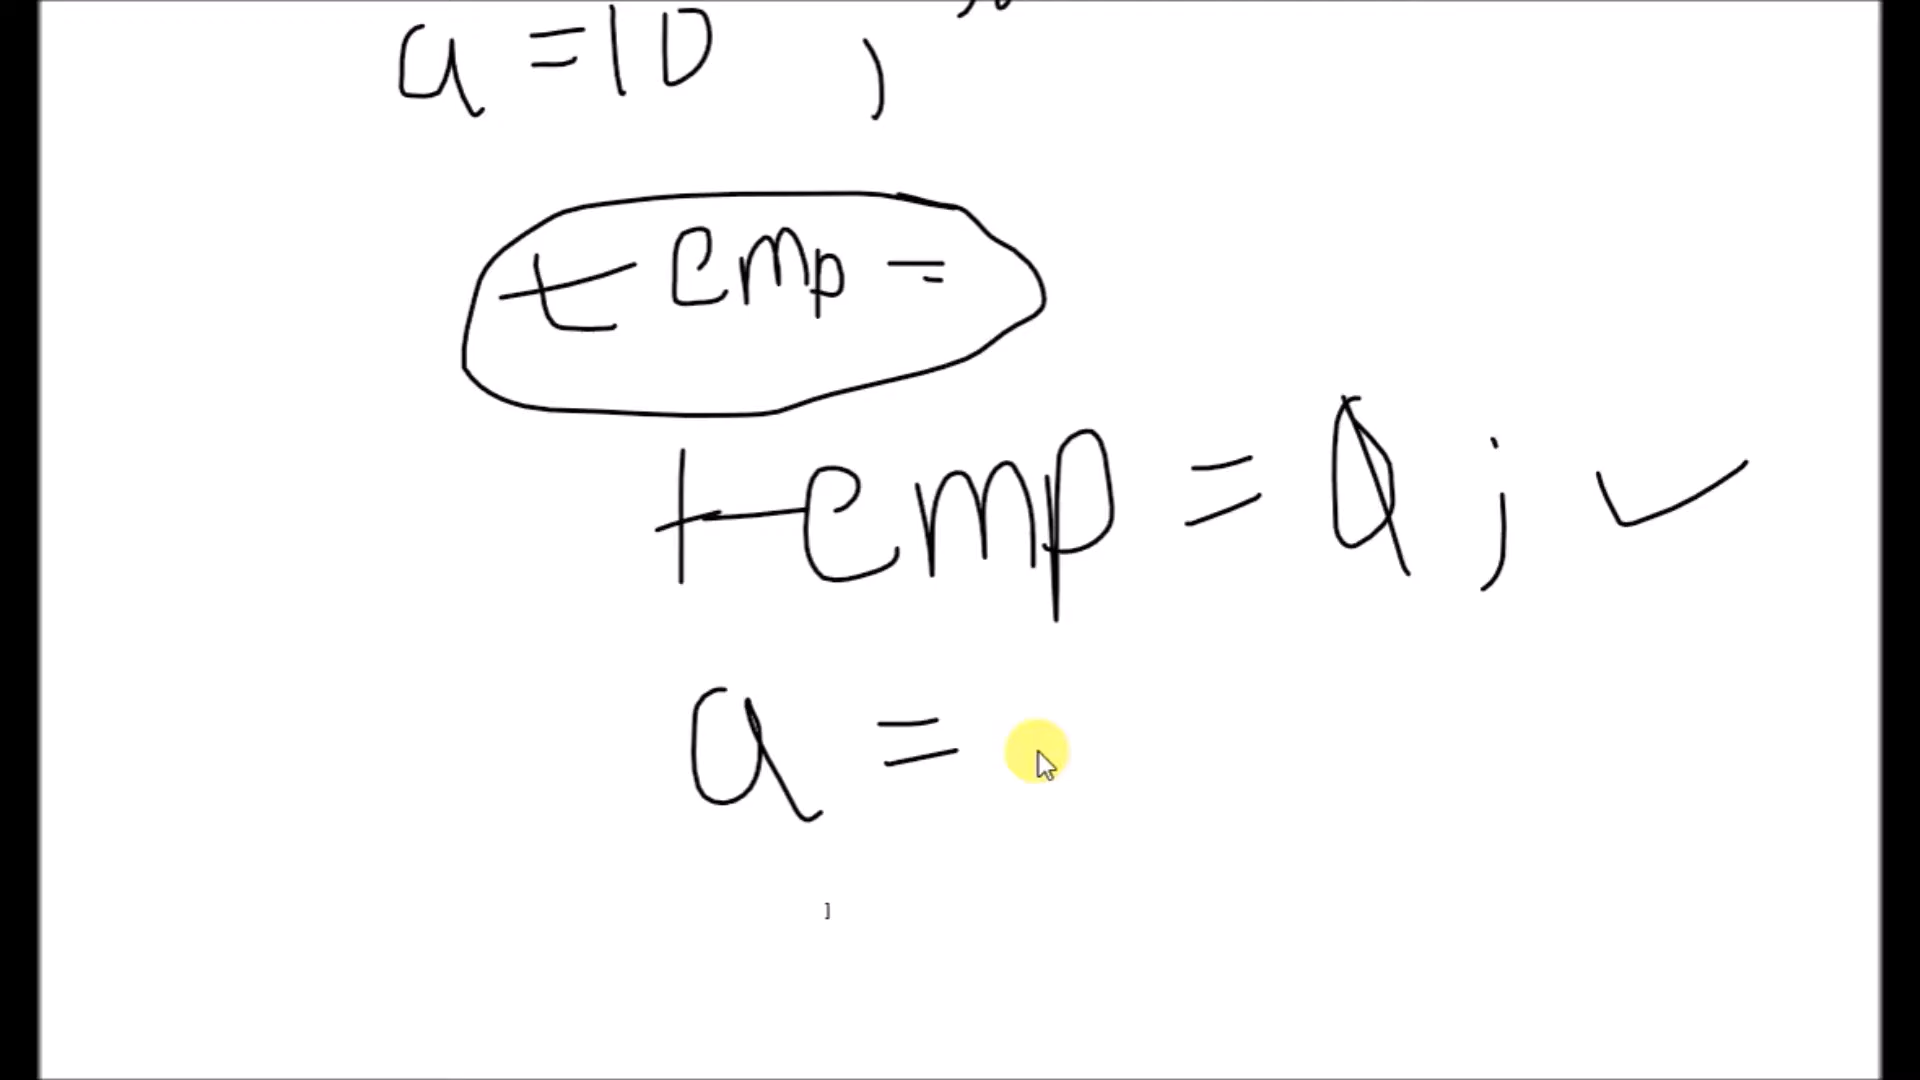 a = 10 ,
temp =
temp = a ;
a =
]